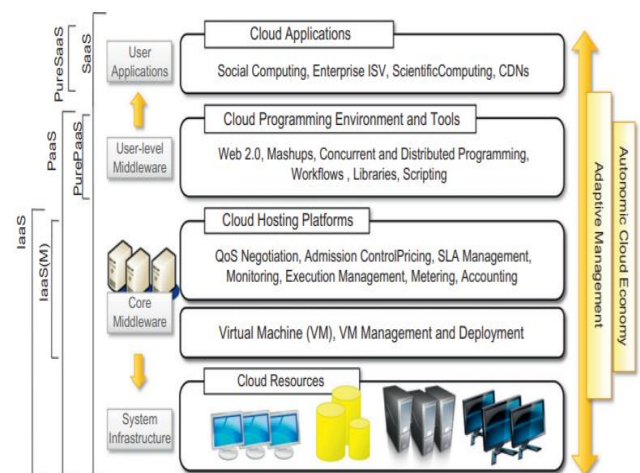 PureSaaS
SaaS
User
Applications
Cloud Applications
Social Computing, Enterprise ISV, ScientificComputing, CDNs
PaaS
PurePaaS
User-level
Middleware
Cloud Programming Environment and Tools
Web 2.0, Mashups, Concurrent and Distributed Programming,
Workflows , Libraries, Scripting
IaaS
IaaS(M)
Core
Middleware
Cloud Hosting Platforms
QoS Negotiation, Admission ControlPricing, SLA Management,
Monitoring, Execution Management, Metering, Accounting
Virtual Machine (VM), VM Management and Deployment
System
Infrastructure
Cloud Resources
Adaptive Management
Autonomic Cloud Economy